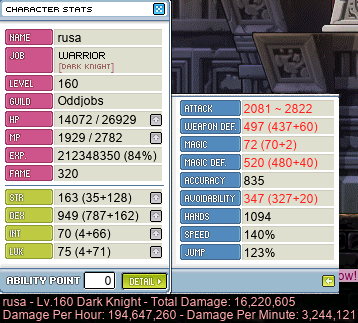 CHARACTER STATS
NAME rusa
JOB WARRIOR
[DARK KNIGHT]
LEVEL 160
GUILD Oddjobs
HP 14072 / 26929
MP 1929 / 2782
EXP. 212348350 (84%)
FAME 320
STR 163 (35+128)
DEX 949 (787+162)
INT 70 (4+66)
LUK 75 (4+71)
ABILITY POINT 0 DETAIL
ATTACK 2081 ~ 2822
WEAPON DEF. 497 (437+60)
MAGIC 72 (70+2)
MAGIC DEF. 520 (480+40)
ACCURACY 835
AVOIDABILITY 347 (327+20)
HANDS 1094
SPEED 140%
JUMP 123%
ow!
rusa - Lv.160 Dark Knight - Total Damage: 16,220,605
Damage Per Hour: 194,647,260 - Damage Per Minute: 3,244,121